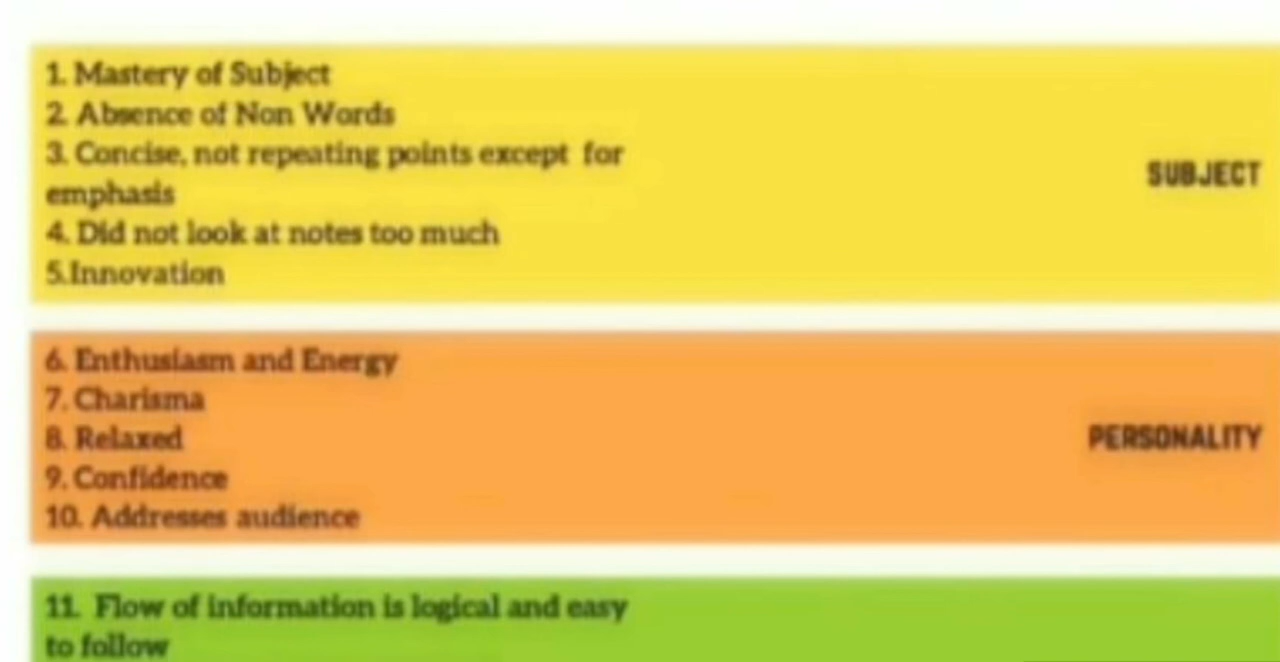 1. Mastery of Subject
2. Absence of Non Words
3. Concise, not repeating points except for
emphasis
4. Did not look at notes too much
5.Innovation
SUBJECT
6. Enthusiasm and Energy
7. Charisma
8. Relaxed
9. Confidence
10. Addresses audience
PERSONALITY
11. Flow of information is logical and easy
to follow